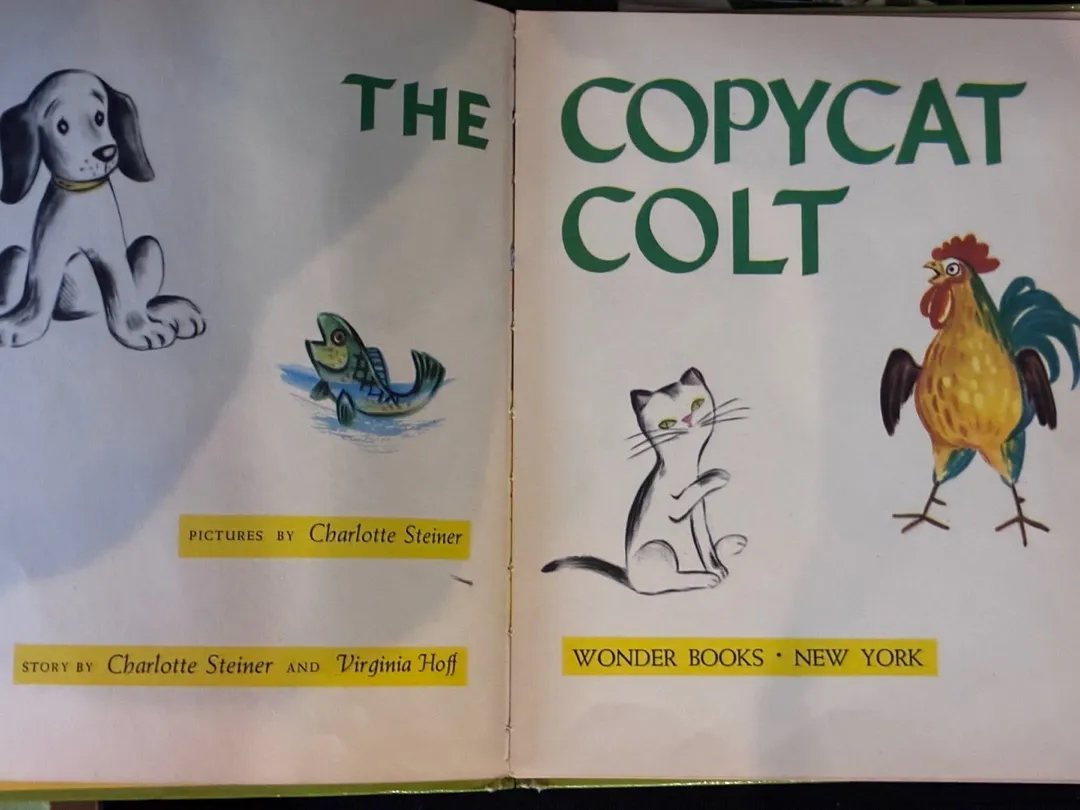 THE COPYCAT
COLT
PICTURES BY Charlotte Steiner
STORY BY Charlotte Steiner AND Virginia Hoff
WONDER BOOKS · NEW YORK